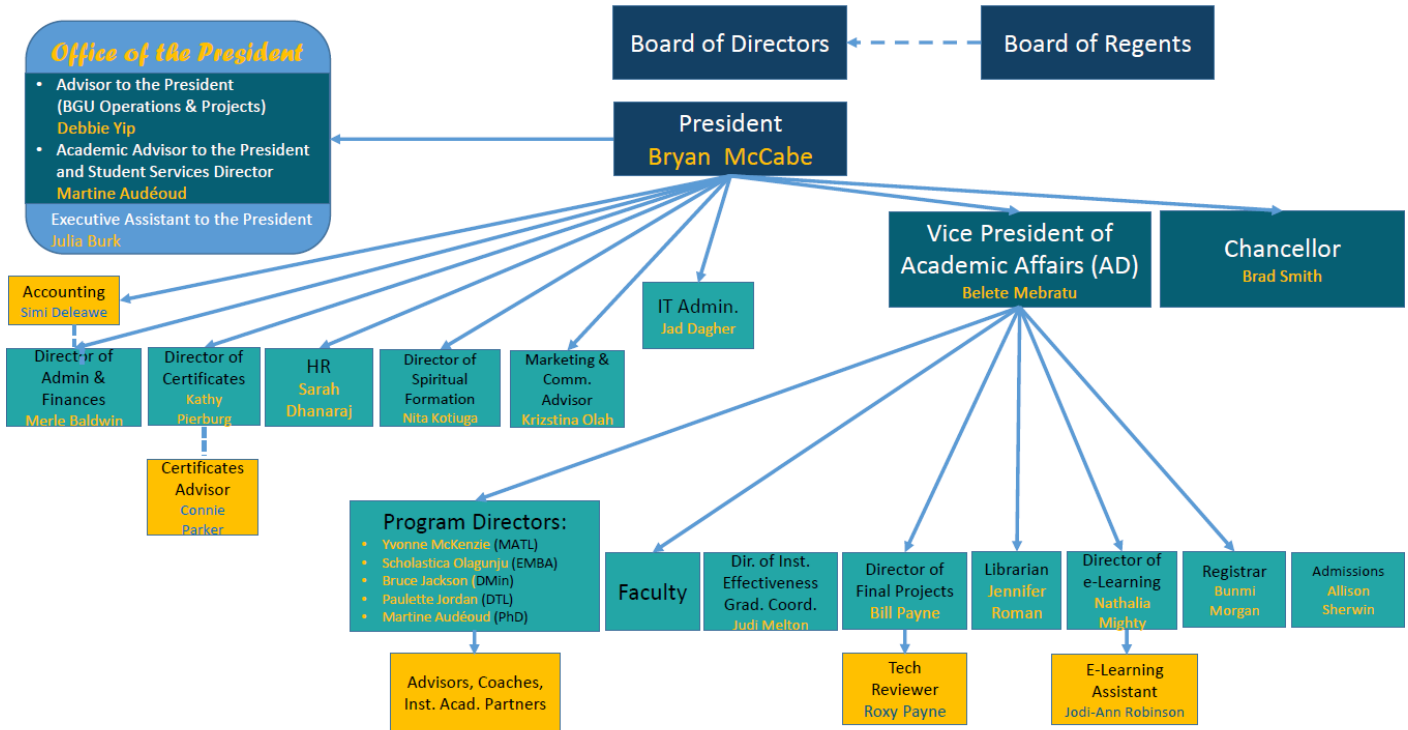 Office of the President
• Advisor to the President
(BGU Operations & Projects)
Debbie Yip
• Academic Advisor to the President
and Student Services Director
Martine Audéoud
Executive Assistant to the President
Julia Burk
Board of Directors
Board of Regents
President
Bryan McCabe
Vice President of
Academic Affairs (AD)
Belete Mebratu
Chancellor
Brad Smith
Accounting
Simi Deleawe
IT Admin.
Jad Dagher
Director of
Admin &
Finances
Merle Baldwin
Director of
Certificates
Kathy
Pierburg
HR
Sarah
Dhanaraj
Director of
Spiritual
Formation
Nita Kotiuga
Marketing &
Comm.
Advisor
Krizstina Olah
Certificates
Advisor
Connie
Parker
Program Directors:
• Yvonne McKenzie (MATL)
• Scholastica Olagunju (EMBA)
• Bruce Jackson (DMin)
• Paulette Jordan (DTL)
• Martine Audéoud (PhD)
Faculty
Dir. of Inst.
Effectiveness
Grad. Coord.
Judi Melton
Director of
Final Projects
Bill Payne
Librarian
Jennifer
Roman
Director of
e-Learning
Nathalia
Mighty
Registrar
Bunmi
Morgan
Admissions
Allison
Sherwin
Advisors, Coaches,
Inst. Acad. Partners
Tech
Reviewer
Roxy Payne
E-Learning
Assistant
Jodi-Ann Robinson